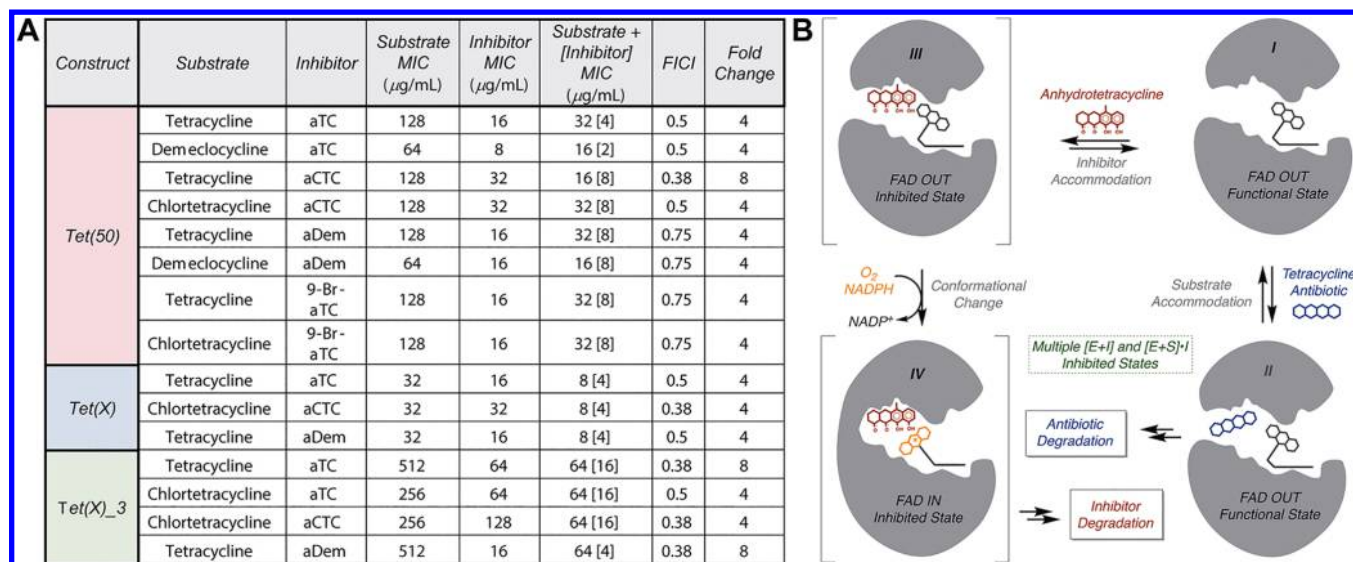 A
Construct Substrate Inhibitor Substrate MIC (μg/mL) Inhibitor MIC (μg/mL) Substrate + [Inhibitor] MIC (μg/mL) FICI Fold Change
Tet(50)
Tetracycline aTC 128 16 32 [4] 0.5 4
Demeclocycline aTC 64 8 16 [2] 0.5 4
Tetracycline aCTC 128 32 16 [8] 0.38 8
Chlortetracycline aCTC 128 32 32 [8] 0.5 4
Tetracycline aDem 128 16 32 [8] 0.75 4
Demeclocycline aDem 64 16 16 [8] 0.75 4
Tetracycline 9-Br-aTC 128 16 32 [8] 0.75 4
Chlortetracycline 9-Br-aTC 128 16 32 [8] 0.75 4
Tet(X)
Tetracycline aTC 32 16 8 [4] 0.5 4
Chlortetracycline aCTC 32 32 8 [4] 0.38 4
Tetracycline aDem 32 16 8 [4] 0.5 4
Tet(X)_3
Tetracycline aTC 512 64 64 [16] 0.38 8
Chlortetracycline aTC 256 64 64 [16] 0.5 4
Chlortetracycline aCTC 256 128 64 [16] 0.38 4
Tetracycline aDem 512 16 64 [4] 0.38 8
B
III
FAD OUT
Inhibited State
Anhydrotetracycline
O O OH OH
Inhibitor
Accommodation
I
FAD OUT
Functional State
O2
NADPH
NADP+
Conformational
Change
Substrate
Accommodation
Tetracycline
Antibiotic
Multiple [E+I] and [E+S]•I
Inhibited States
IV
FAD IN
Inhibited State
Antibiotic
Degradation
Inhibitor
Degradation
II
FAD OUT
Functional State